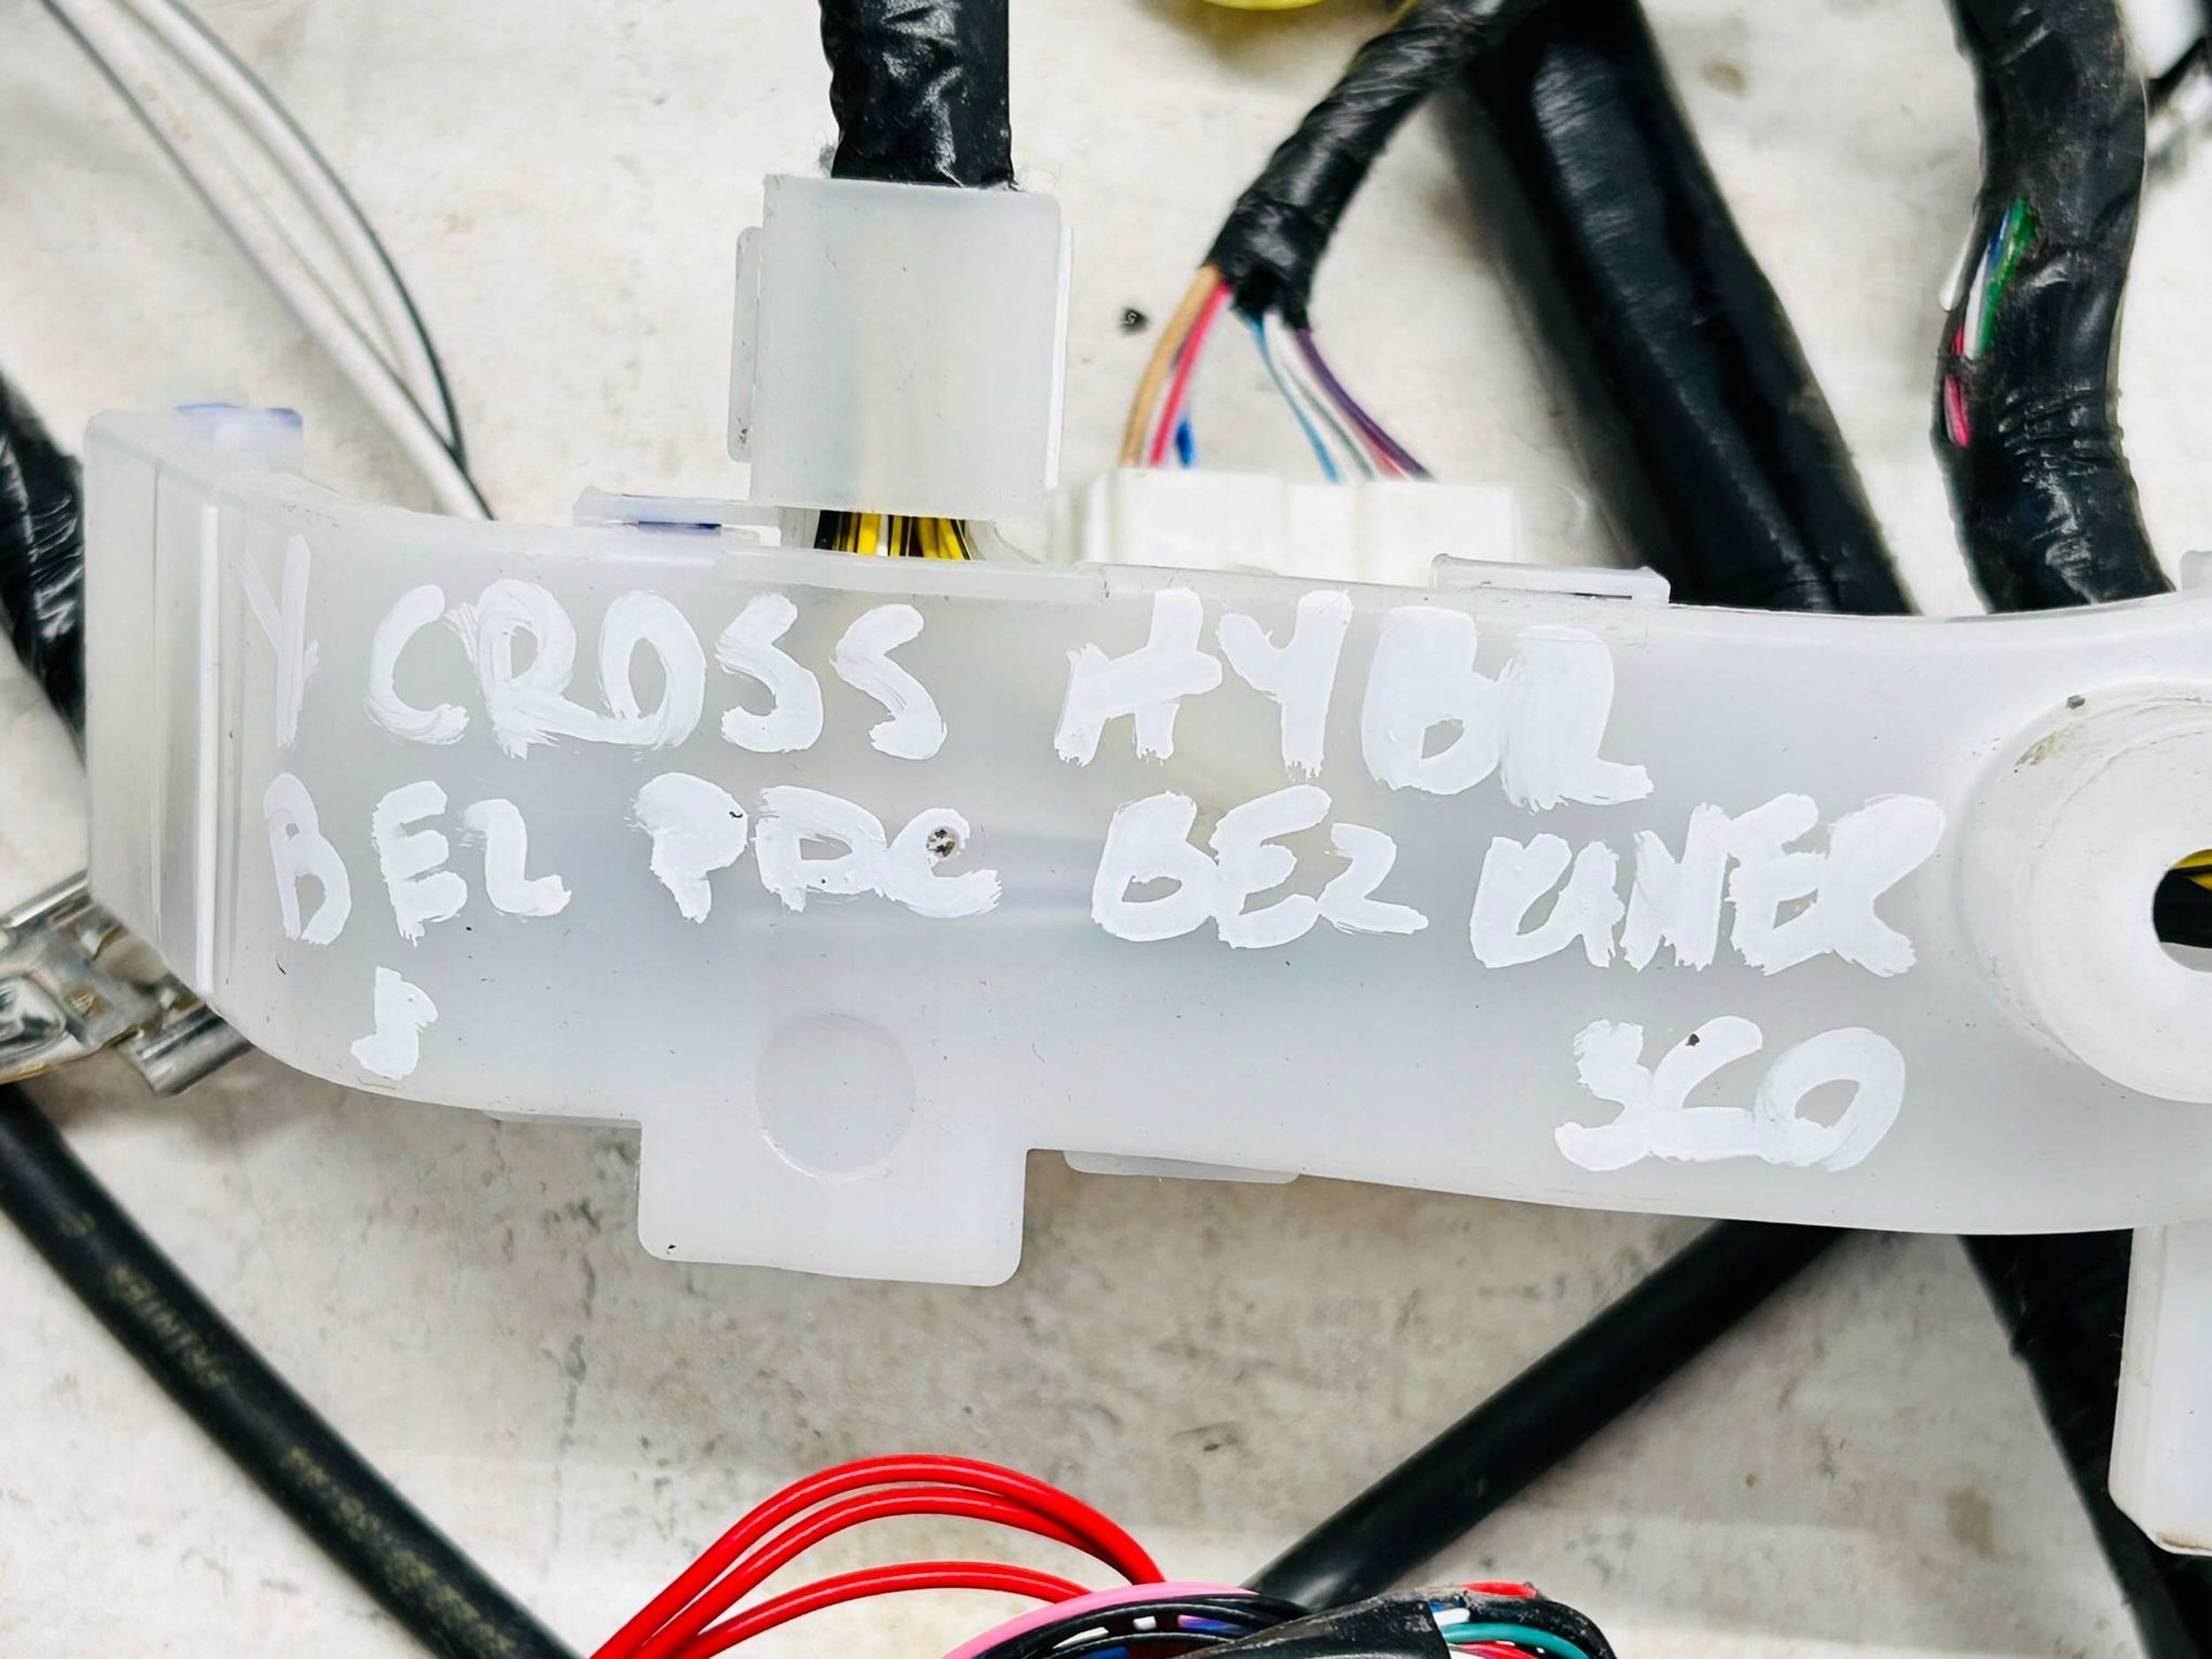 Y CROSS HYBR
BEZ PDC BEZ KAMER
360